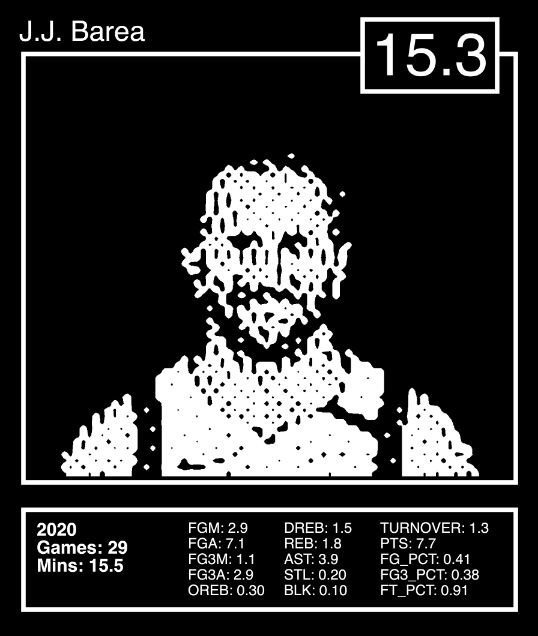 J.J. Barea
15.3
2020
Games: 29
Mins: 15.5
FGM: 2.9
FGA: 7.1
FG3M: 1.1
FG3A: 2.9
OREB: 0.30
DREB: 1.5
REB: 1.8
AST: 3.9
STL: 0.20
BLK: 0.10
TURNOVER: 1.3
PTS: 7.7
FG_PCT: 0.41
FG3_PCT: 0.38
FT_PCT: 0.91